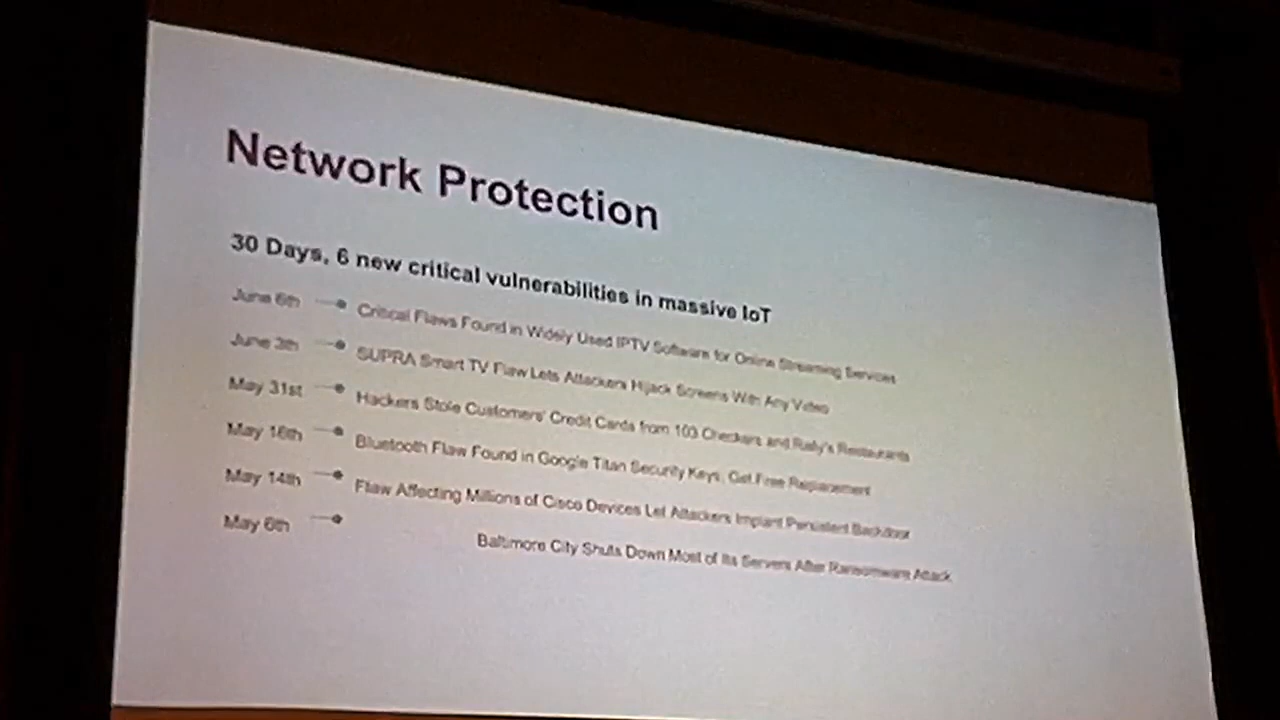 Network Protection
30 Days, 6 new critical vulnerabilities in massive IoT
June 6th Critical Flaws Found in Widely Used IPTV Software for Online Streaming Services
June 3th SUPRA Smart TV Flaw Lets Attackers Hijack Screens With Any Video
May 31st Hackers Stole Customers' Credit Cards from 103 Checkers and Rally's Restaurants
May 16th Bluetooth Flaw Found in Google Titan Security Keys; Get Free Replacement
May 14th Flaw Affecting Millions of Cisco Devices Let Attackers Implant Persistent Backdoor
May 6th Baltimore City Shuts Down Most of Its Servers After Ransomware Attack